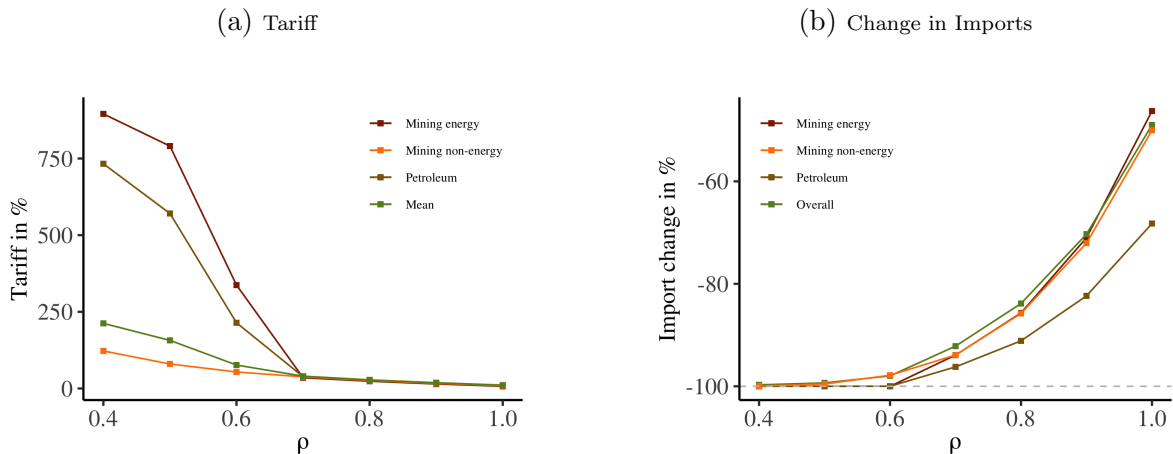 (a) Tariff
Tariff in %
750
500
250
0
0.4 0.6 0.8 1.0
ρ
Mining energy
Mining non-energy
Petroleum
Mean
(b) Change in Imports
Import change in %
-60
-80
-100
0.4 0.6 0.8 1.0
ρ
Mining energy
Mining non-energy
Petroleum
Overall